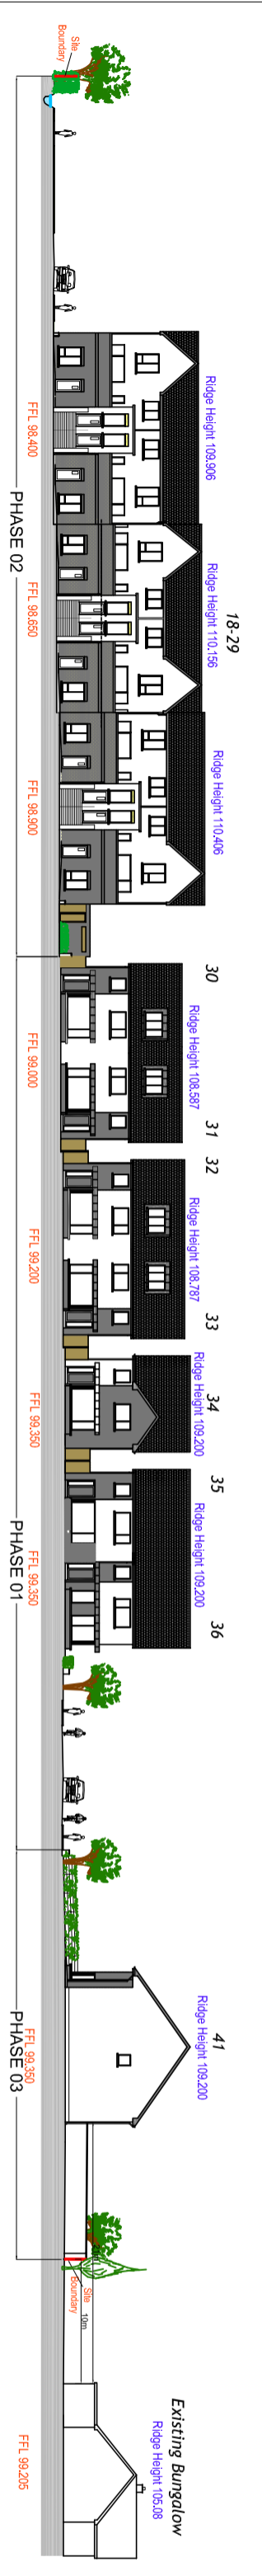 Site
Boundary
Ridge Height 109.906
FFL 98.400
PHASE 02
18-29
Ridge Height 110.156
FFL 98.650
Ridge Height 110.406
FFL 98.900
30
Ridge Height 108.587
31
FFL 99.000
32
Ridge Height 108.787
33
FFL 99.200
34
Ridge Height 109.200
FFL 99.350
35
Ridge Height 109.200
36
FFL 99.350
PHASE 01
41
Ridge Height 109.200
FFL 99.350
PHASE 03
Site
Boundary
10m
Existing Bungalow
Ridge Height 105.08
FFL 99.205